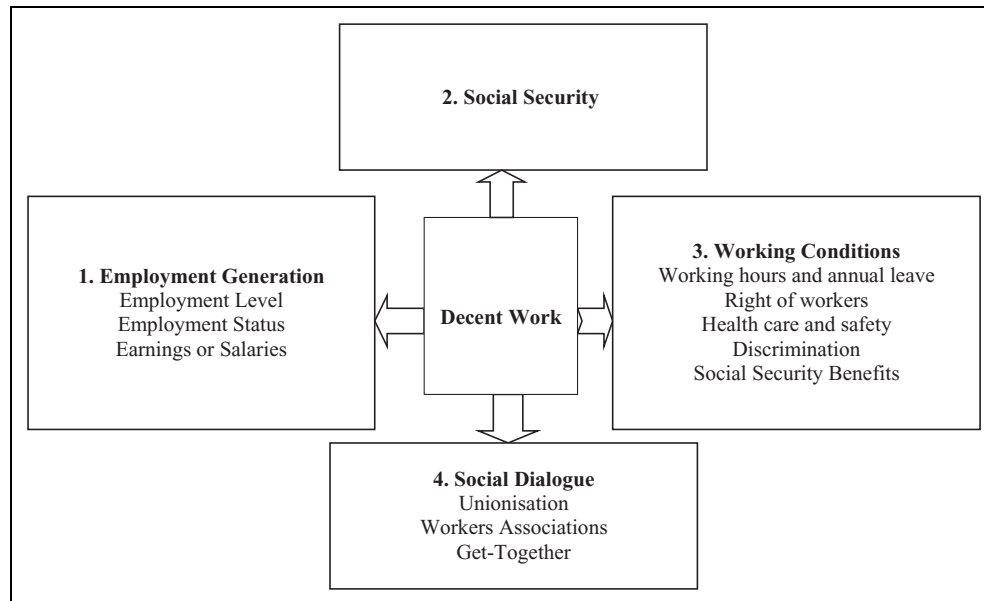 2. Social Security
1. Employment Generation
Employment Level
Employment Status
Earnings or Salaries
Decent Work
3. Working Conditions
Working hours and annual leave
Right of workers
Health care and safety
Discrimination
Social Security Benefits
4. Social Dialogue
Unionisation
Workers Associations
Get-Together